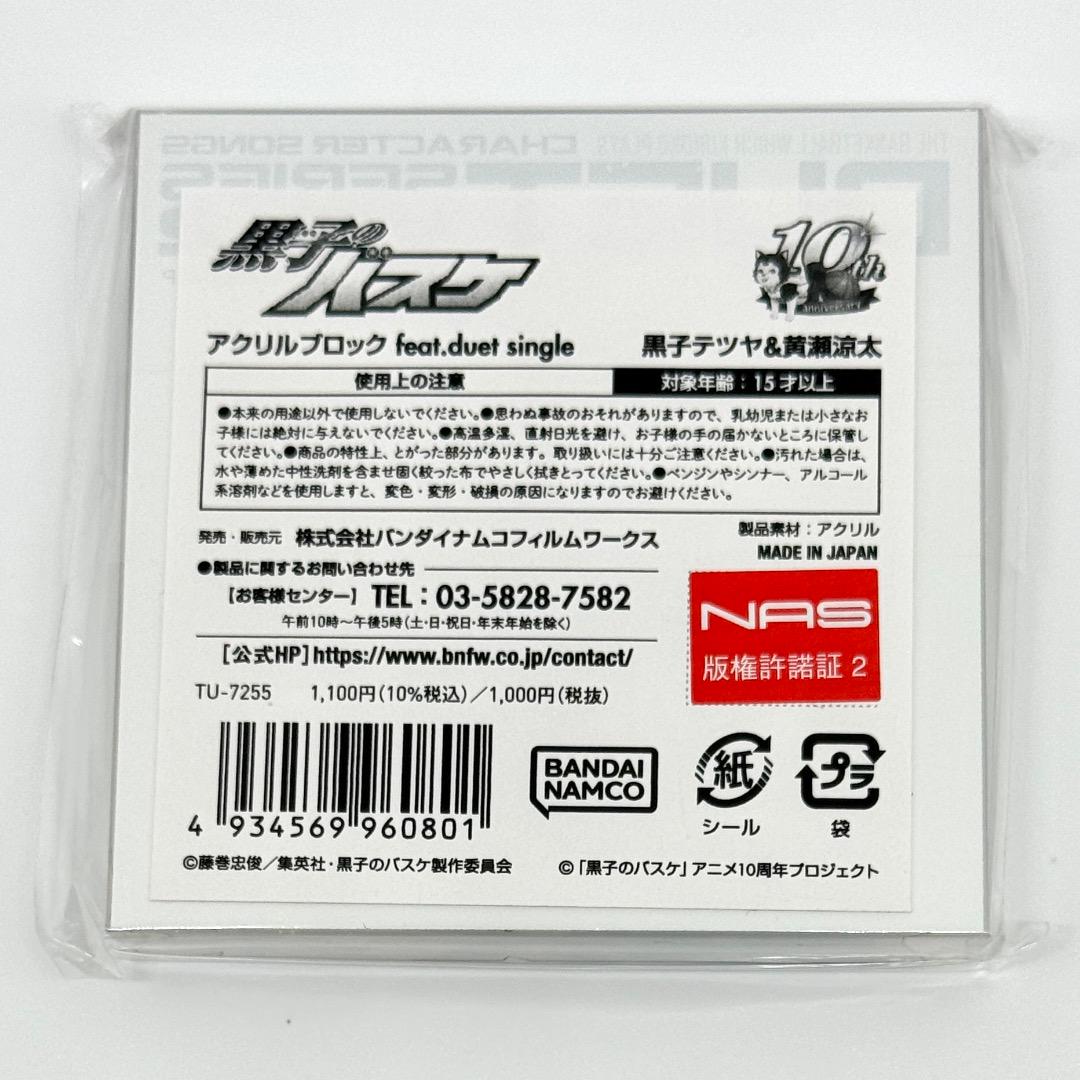 THE BASKETBALL WHICH KUROKO PLAYS CHARACTER SONGS
DUET SERIES
黒子のバスケ
10th
anniversary
アクリルブロック feat.duet single
黒子テツヤ&黄瀬涼太
使用上の注意
対象年齢：15才以上
●本来の用途以外で使用しないでください。●思わぬ事故のおそれがありますので、乳幼児または小さなお
子様には絶対に与えないでください。●高温多湿、直射日光を避け、お子様の手の届かないところに保管し
てください。●商品の特性上、とがった部分があります。取り扱いには十分ご注意ください。●汚れた場合は、
水や薄めた中性洗剤を含ませ固く絞った布でやさしく拭きとってください。●ベンジンやシンナー、アルコール
系溶剤などを使用しますと、変色・変形・破損の原因になりますのでお避けください。
発売・販売元 株式会社バンダイナムコフィルムワークス
製品素材：アクリル
MADE IN JAPAN
●製品に関するお問い合わせ先
【お客様センター】 TEL：03-5828-7582
午前10時〜午後5時(土・日・祝日・年末年始を除く)
[公式HP]https://www.bnfw.co.jp/contact/
NAS
版権許諾証 2
TU-7255 1,100円(10%税込)／1,000円(税抜)
4 934569 960801
BANDAI
NAMCO
紙
シール
プラ
袋
©藤巻忠俊／集英社・黒子のバスケ製作委員会
©「黒子のバスケ」アニメ10周年プロジェクト